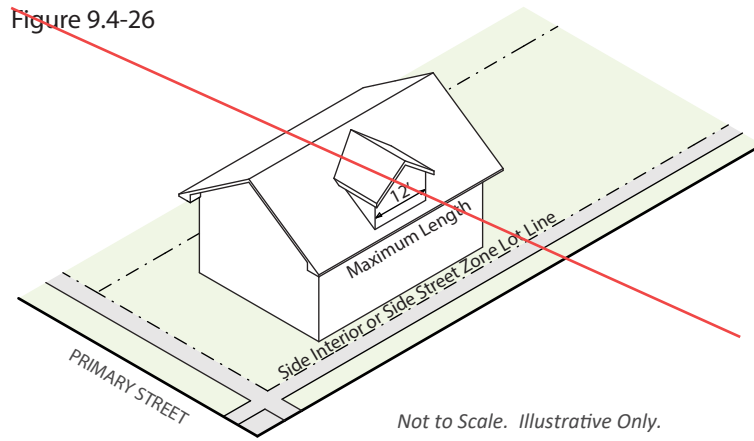 Figure 9.4-26
12'
Maximum Length
Side Interior or Side Street Zone Lot Line
PRIMARY STREET
Not to Scale. Illustrative Only.